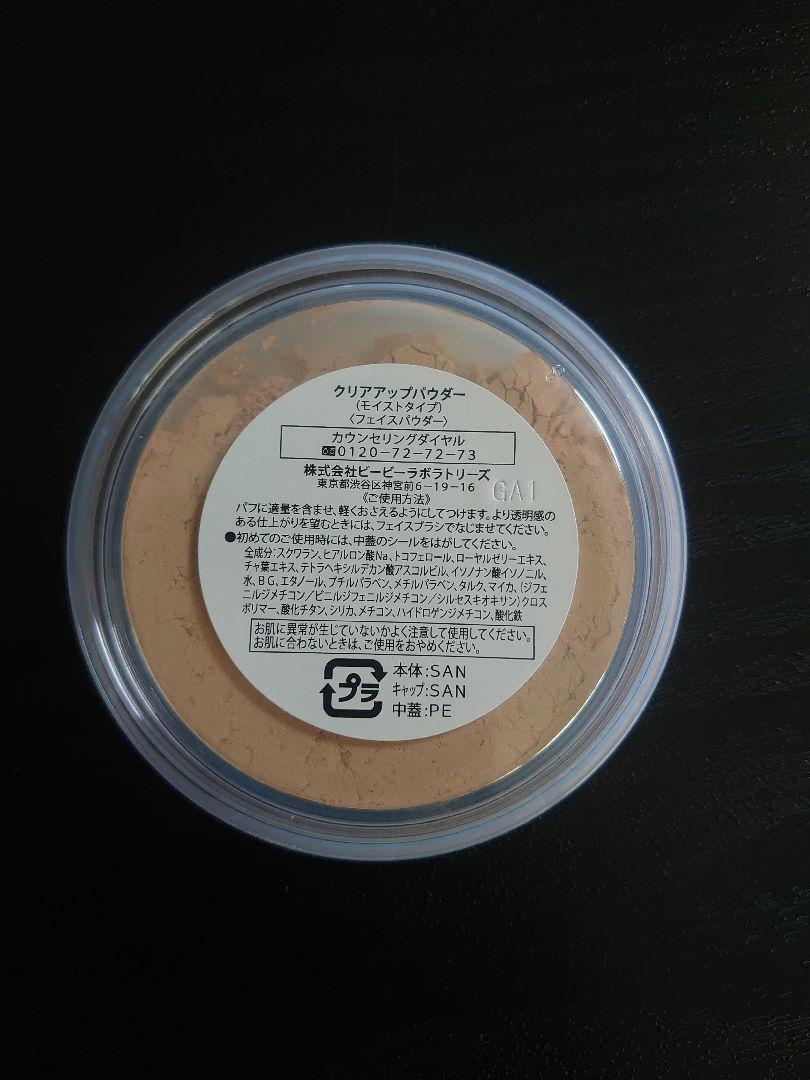 クリアアップパウダー
(モイストタイプ)
〈フェイスパウダー〉
カウンセリングダイヤル
0120-72-72-73
株式会社ビービーラボラトリーズ
東京都渋谷区神宮前6-19-16
GA1
《ご使用方法》
パフに適量を含ませ、軽くおさえるようにしてつけます。より透明感の
ある仕上がりを望むときには、フェイスブラシでなじませてください。
●初めてのご使用時には、中蓋のシールをはがしてください。
全成分:スクワラン、ヒアルロン酸Na、トコフェロール、ローヤルゼリーエキス、
チャ葉エキス、テトラヘキシルデカン酸アスコルビル、イソノナン酸イソノニル、
水、BG、エタノール、ブチルパラベン、メチルパラベン、タルク、マイカ、(ジフェ
ニルジメチコン/ビニルジフェニルジメチコン/シルセスキオキサン)クロス
ポリマー、酸化チタン、シリカ、メチコン、ハイドロゲンジメチコン、酸化鉄
お肌に異常が生じていないかよく注意して使用してください。
お肌に合わないときは、ご使用をおやめください。
プラ
本体:SAN
キャップ:SAN
中蓋:PE